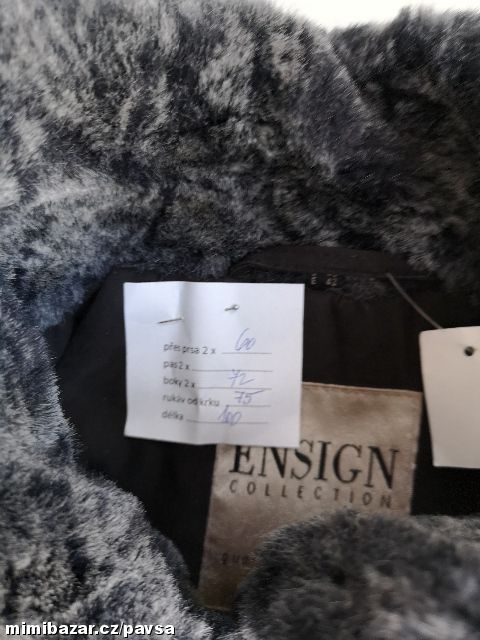 E 42
přes prsa 2 x 60
pas 2 x
boky 2 x 72
rukáv od krku 75
délka 100
ENSIGN
COLLECTION
mimibazar.cz/pavsa